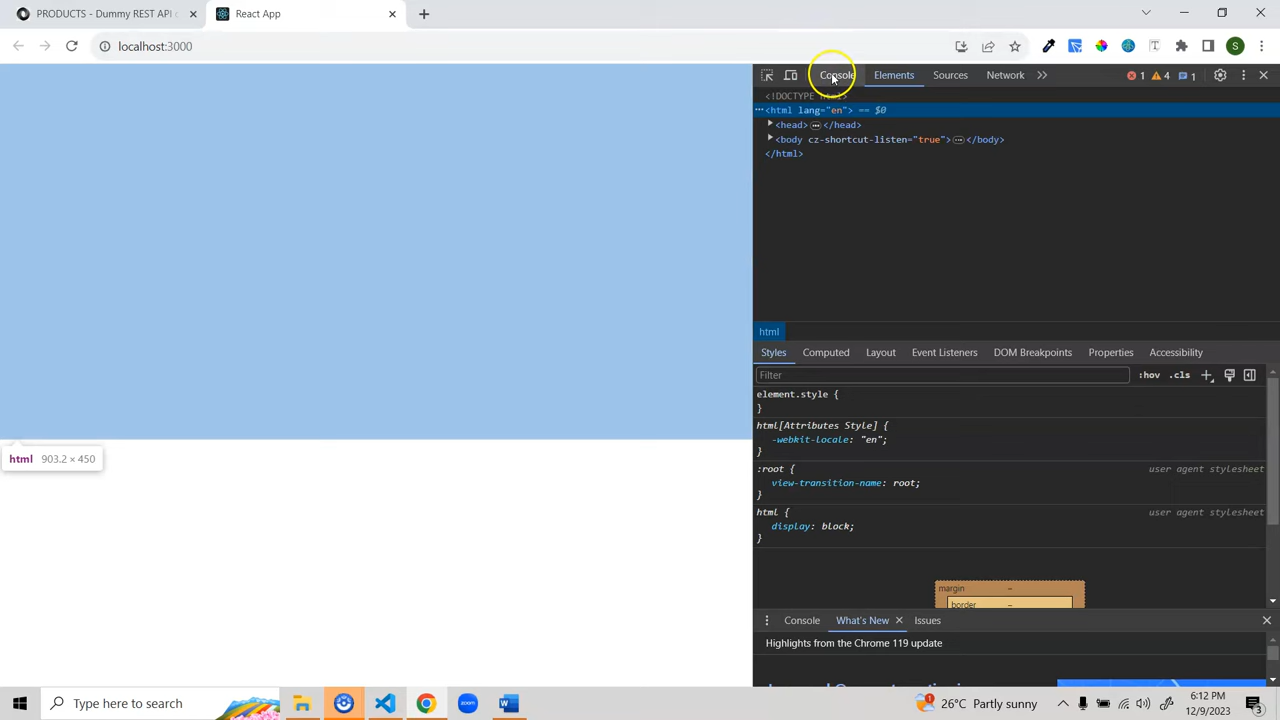 PRODUCTS - Dummy REST API
React App
localhost:3000
S
Console Elements Sources Network 1 4 1
<!DOCTYPE html>
<html lang="en"> == $0
<head> </head>
<body cz-shortcut-listen="true"> </body>
</html>
html
Styles Computed Layout Event Listeners DOM Breakpoints Properties Accessibility
Filter :hov .cls
element.style {
}
html[Attributes Style] {
-webkit-locale: "en";
}
:root { user agent stylesheet
view-transition-name: root;
}
html { user agent stylesheet
display: block;
}
margin –
border –
html 903.2 × 450
Console What's New Issues
Highlights from the Chrome 119 update
Type here to search
zoom
1
26°C Partly sunny
6:12 PM
12/9/2023
3